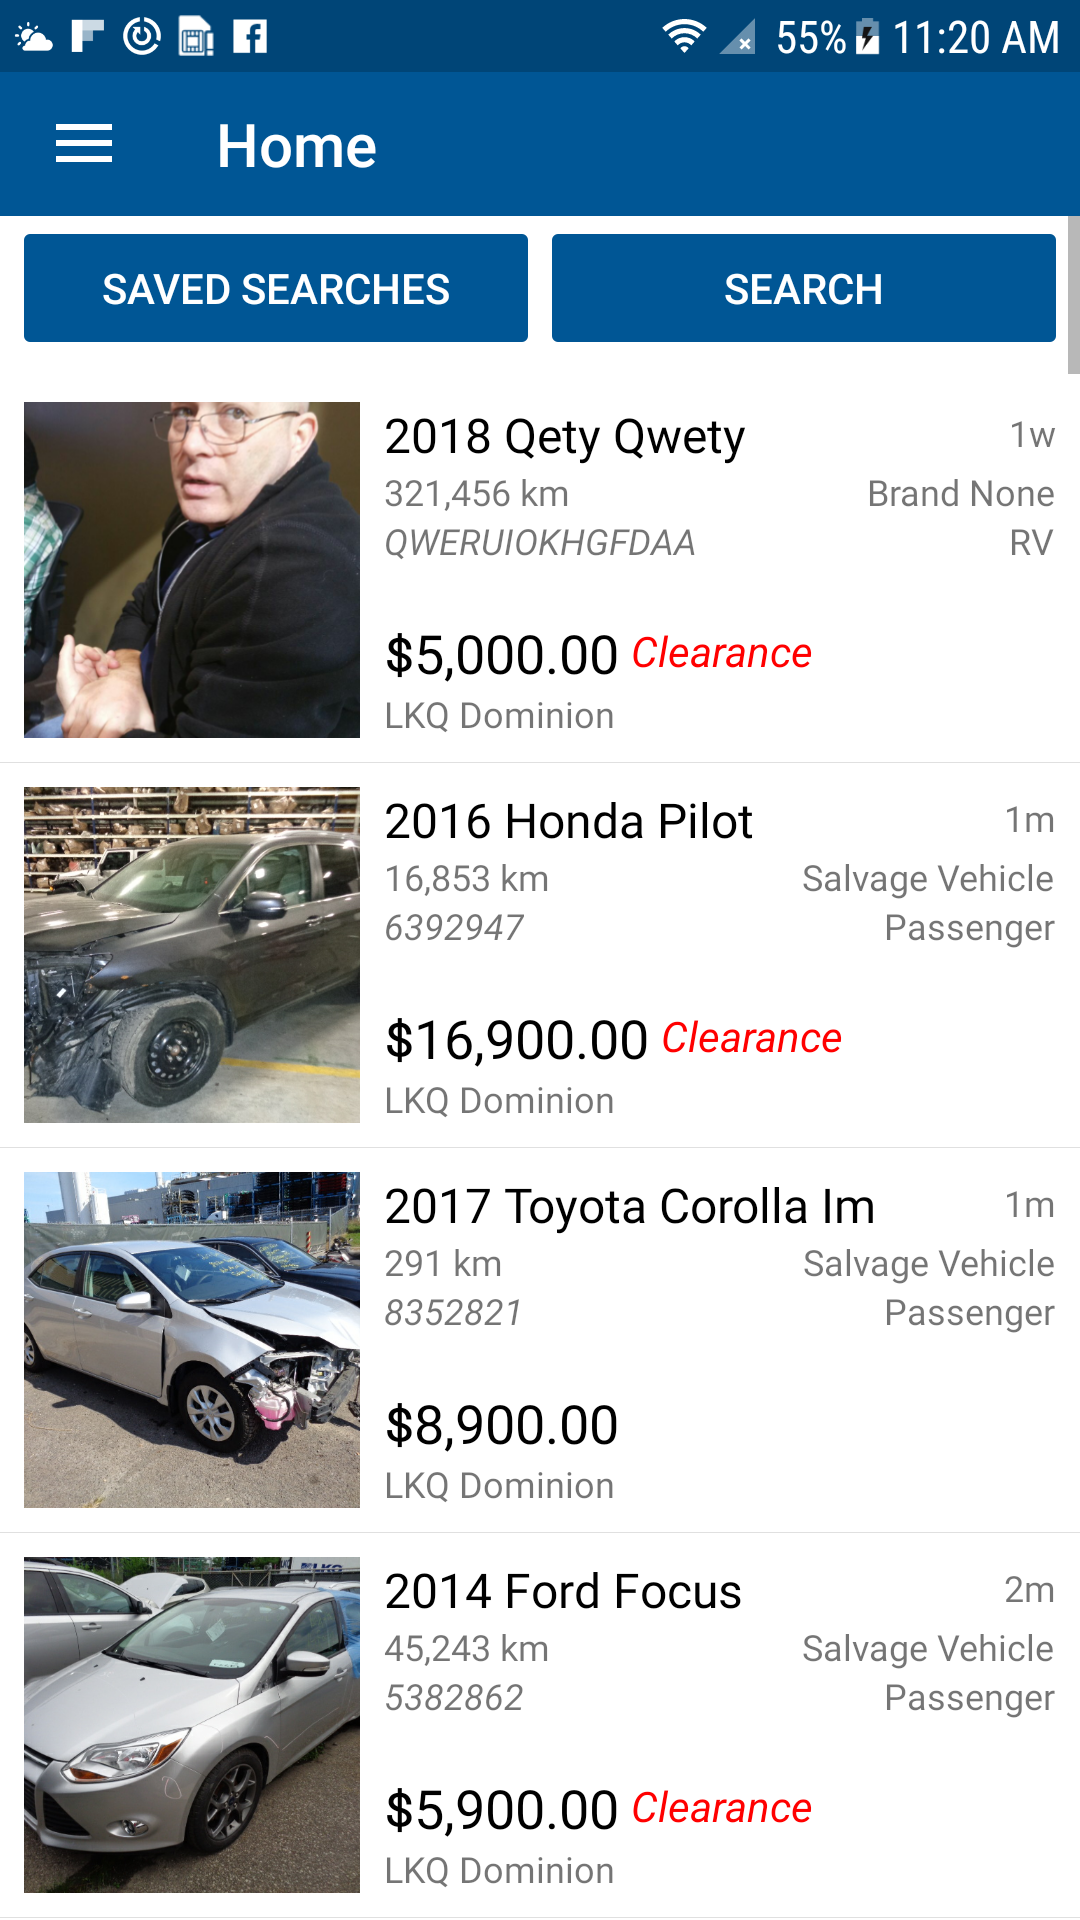 55% 11:20 AM
Home
SAVED SEARCHES SEARCH
2018 Qety Qwety 1w
321,456 km Brand None
QWERUIOKHGFDAA RV
$5,000.00 Clearance
LKQ Dominion
2016 Honda Pilot 1m
16,853 km Salvage Vehicle
6392947 Passenger
$16,900.00 Clearance
LKQ Dominion
2017 Toyota Corolla Im 1m
291 km Salvage Vehicle
8352821 Passenger
$8,900.00
LKQ Dominion
2014 Ford Focus 2m
45,243 km Salvage Vehicle
5382862 Passenger
$5,900.00 Clearance
LKQ Dominion